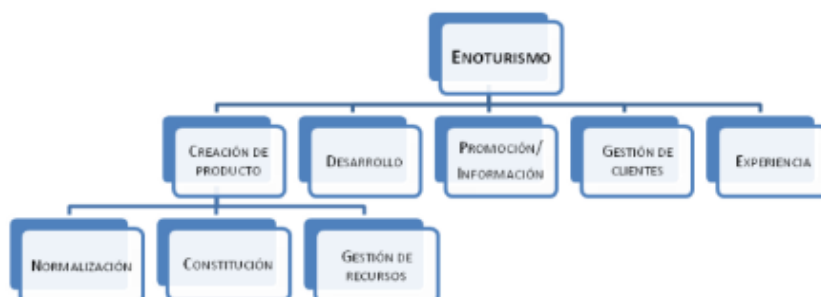 ENOTURISMO
CREACIÓN DE
PRODUCTO
DESARROLLO
PROMOCIÓN/
INFORMACIÓN
GESTIÓN DE
CLIENTES
EXPERIENCIA
NORMALIZACIÓN
CONSTITUCIÓN
GESTIÓN DE
RECURSOS